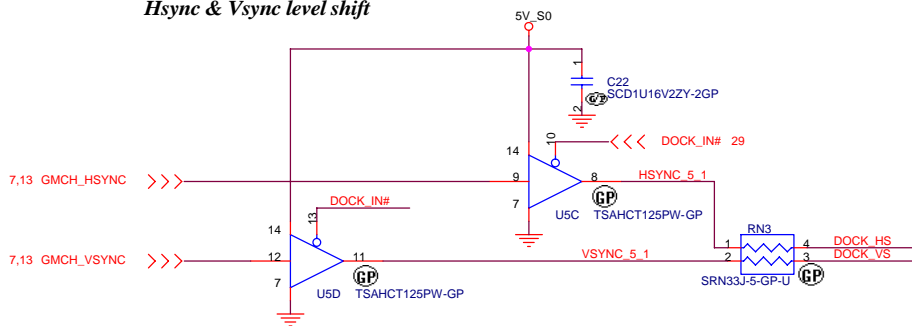 Hsync & Vsync level shift
5V_S0
1
C22
G/P
SCD1U16V2ZY-2GP
2
10
DOCK_IN# 29
14
7,13 GMCH_HSYNC
9
8
HSYNC_5_1
GP
7
U5C
TSAHCT125PW-GP
DOCK_IN#
13
14
RN3
1
4
DOCK_HS
7,13 GMCH_VSYNC
12
11
VSYNC_5_1
2
3
DOCK_VS
GP
GP
7
SRN33J-5-GP-U
U5D
TSAHCT125PW-GP